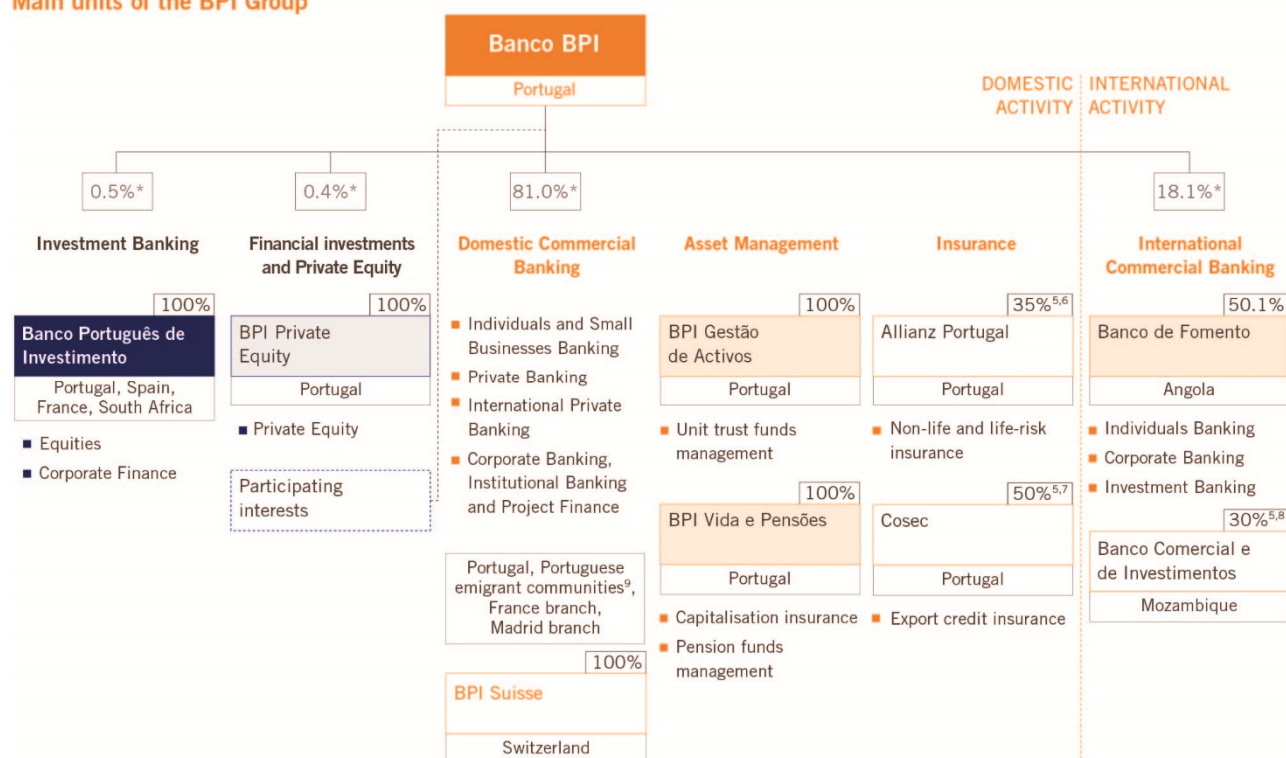 Main units of the BPI Group
Banco BPI
Portugal
DOMESTIC
ACTIVITY
INTERNATIONAL
ACTIVITY
0.5%*
0.4%*
81.0%*
18.1%*
Investment Banking
100%
Banco Português de
Investimento
Portugal, Spain,
France, South Africa
■ Equities
■ Corporate Finance
Financial investments
and Private Equity
100%
BPI Private
Equity
Portugal
■ Private Equity
Participating
interests
Domestic Commercial
Banking
■ Individuals and Small
Businesses Banking
■ Private Banking
■ International Private
Banking
■ Corporate Banking,
Institutional Banking
and Project Finance
Portugal, Portuguese
emigrant communities⁹,
France branch,
Madrid branch
100%
BPI Suisse
Switzerland
Asset Management
100%
BPI Gestão
de Activos
Portugal
■ Unit trust funds
management
100%
BPI Vida e Pensões
Portugal
■ Capitalisation insurance
■ Pension funds
management
Insurance
35%⁵,⁶
Allianz Portugal
Portugal
■ Non-life and life-risk
insurance
50%⁵,⁷
Cosec
Portugal
■ Export credit insurance
International
Commercial Banking
50.1%
Banco de Fomento
Angola
■ Individuals Banking
■ Corporate Banking
■ Investment Banking
30%⁵,⁸
Banco Comercial e
de Investimentos
Mozambique